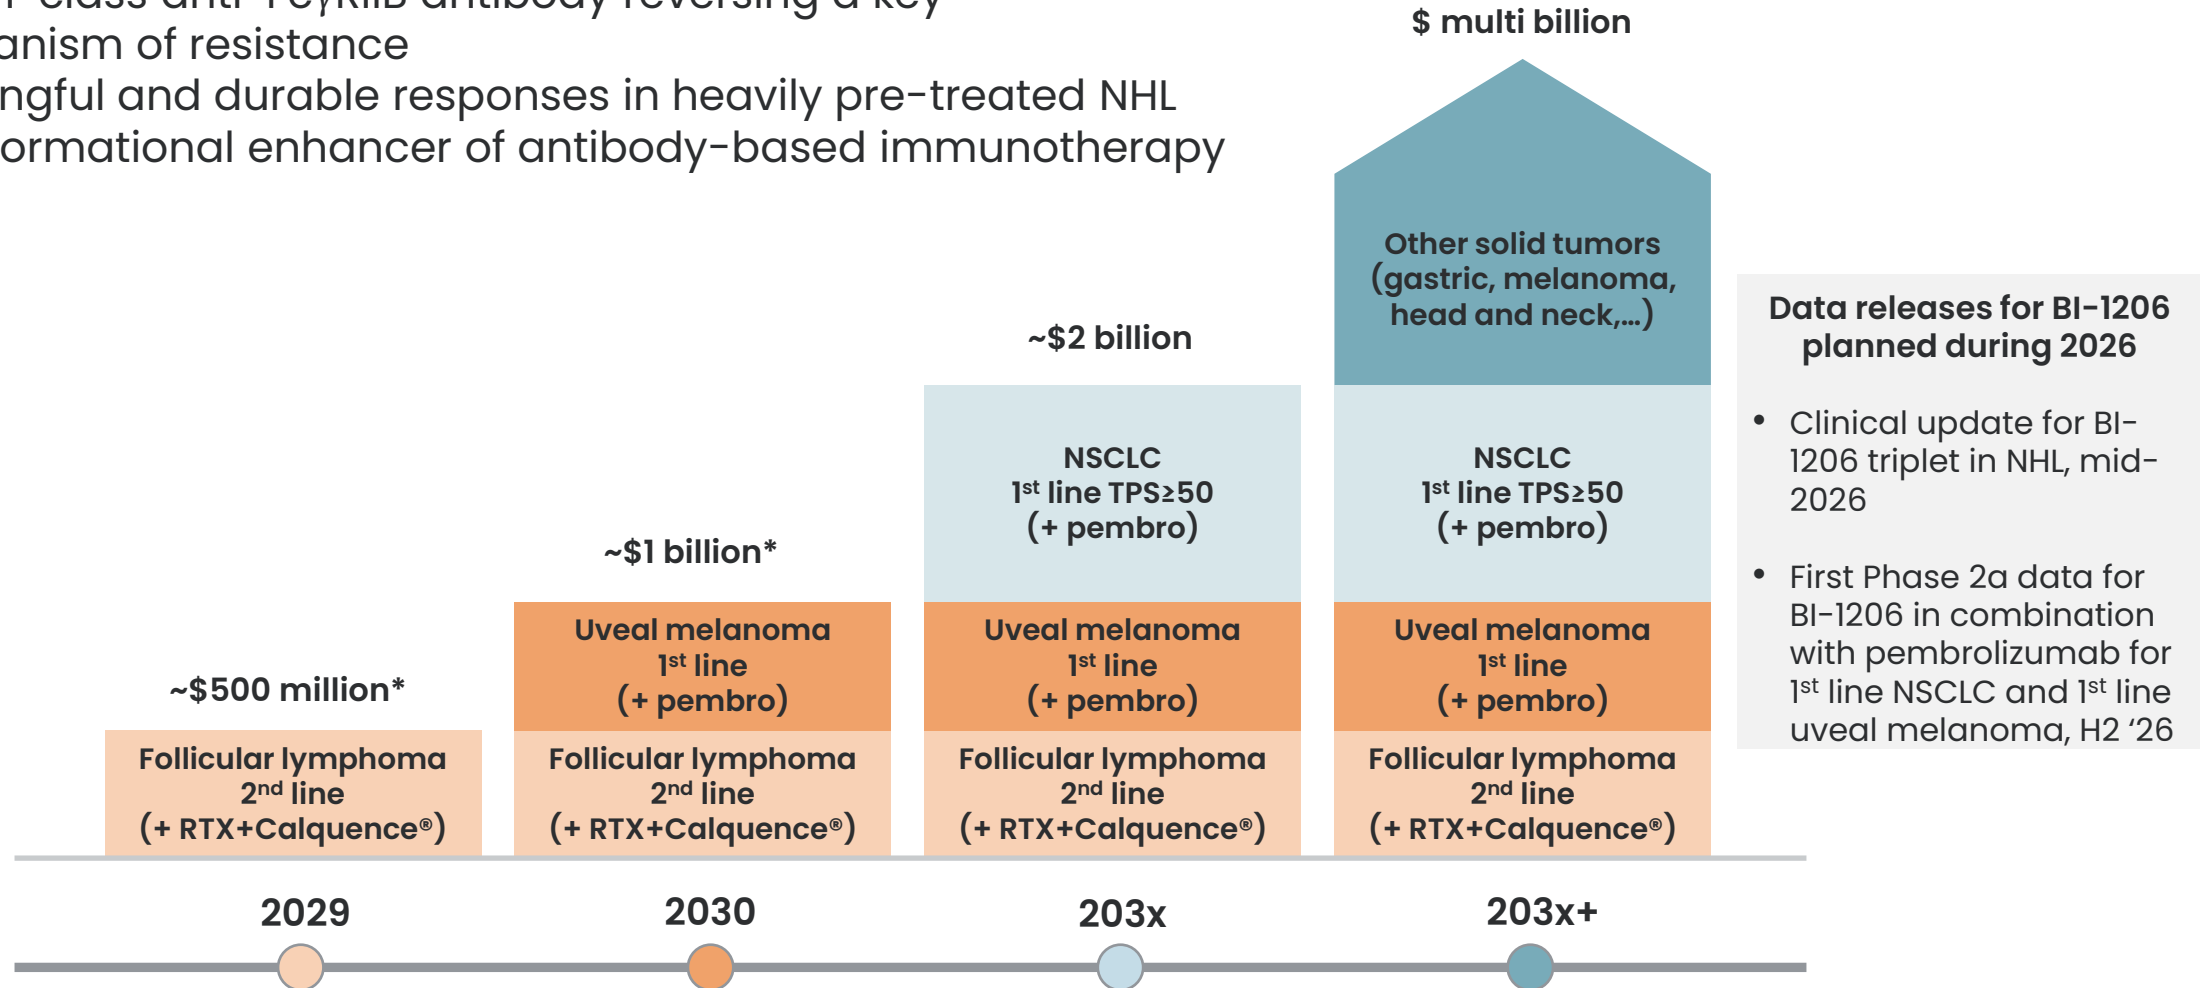 class anti-FcγRIIB antibody reversing a key
of resistance
and durable responses in heavily pre-treated NHL
enhancer of antibody-based immunotherapy
$ multi billion
Other solid tumors
(gastric, melanoma,
head and neck,...)
~$2 billion
NSCLC
1st line TPS≥50
(+ pembro)
NSCLC
1st line TPS≥50
(+ pembro)
~$1 billion*
Uveal melanoma
1st line
(+ pembro)
Uveal melanoma
1st line
(+ pembro)
Uveal melanoma
1st line
(+ pembro)
~$500 million*
Follicular lymphoma
2nd line
(+ RTX+Calquence®)
Follicular lymphoma
2nd line
(+ RTX+Calquence®)
Follicular lymphoma
2nd line
(+ RTX+Calquence®)
Follicular lymphoma
2nd line
(+ RTX+Calquence®)
2029
2030
203x
203x+
Data releases for BI-1206
planned during 2026
• Clinical update for BI-
1206 triplet in NHL, mid-
2026
• First Phase 2a data for
BI-1206 in combination
with pembrolizumab for
1st line NSCLC and 1st line
uveal melanoma, H2 ‘26